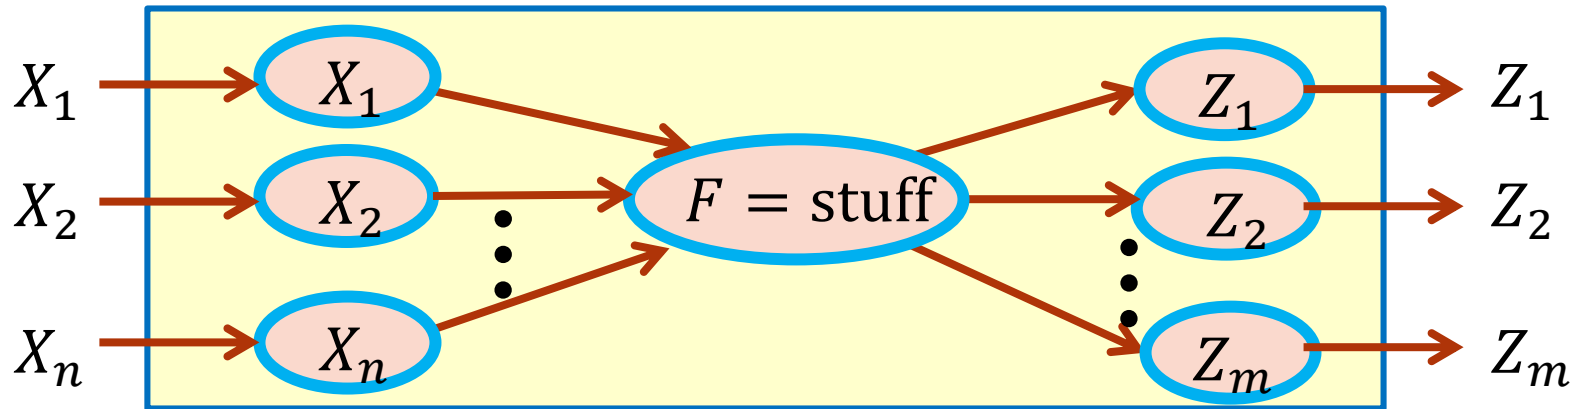 X₁ X₁ Z₁ Z₁
X₂ X₂ F = stuff Z₂ Z₂
Xₙ Xₙ Zₘ Zₘ